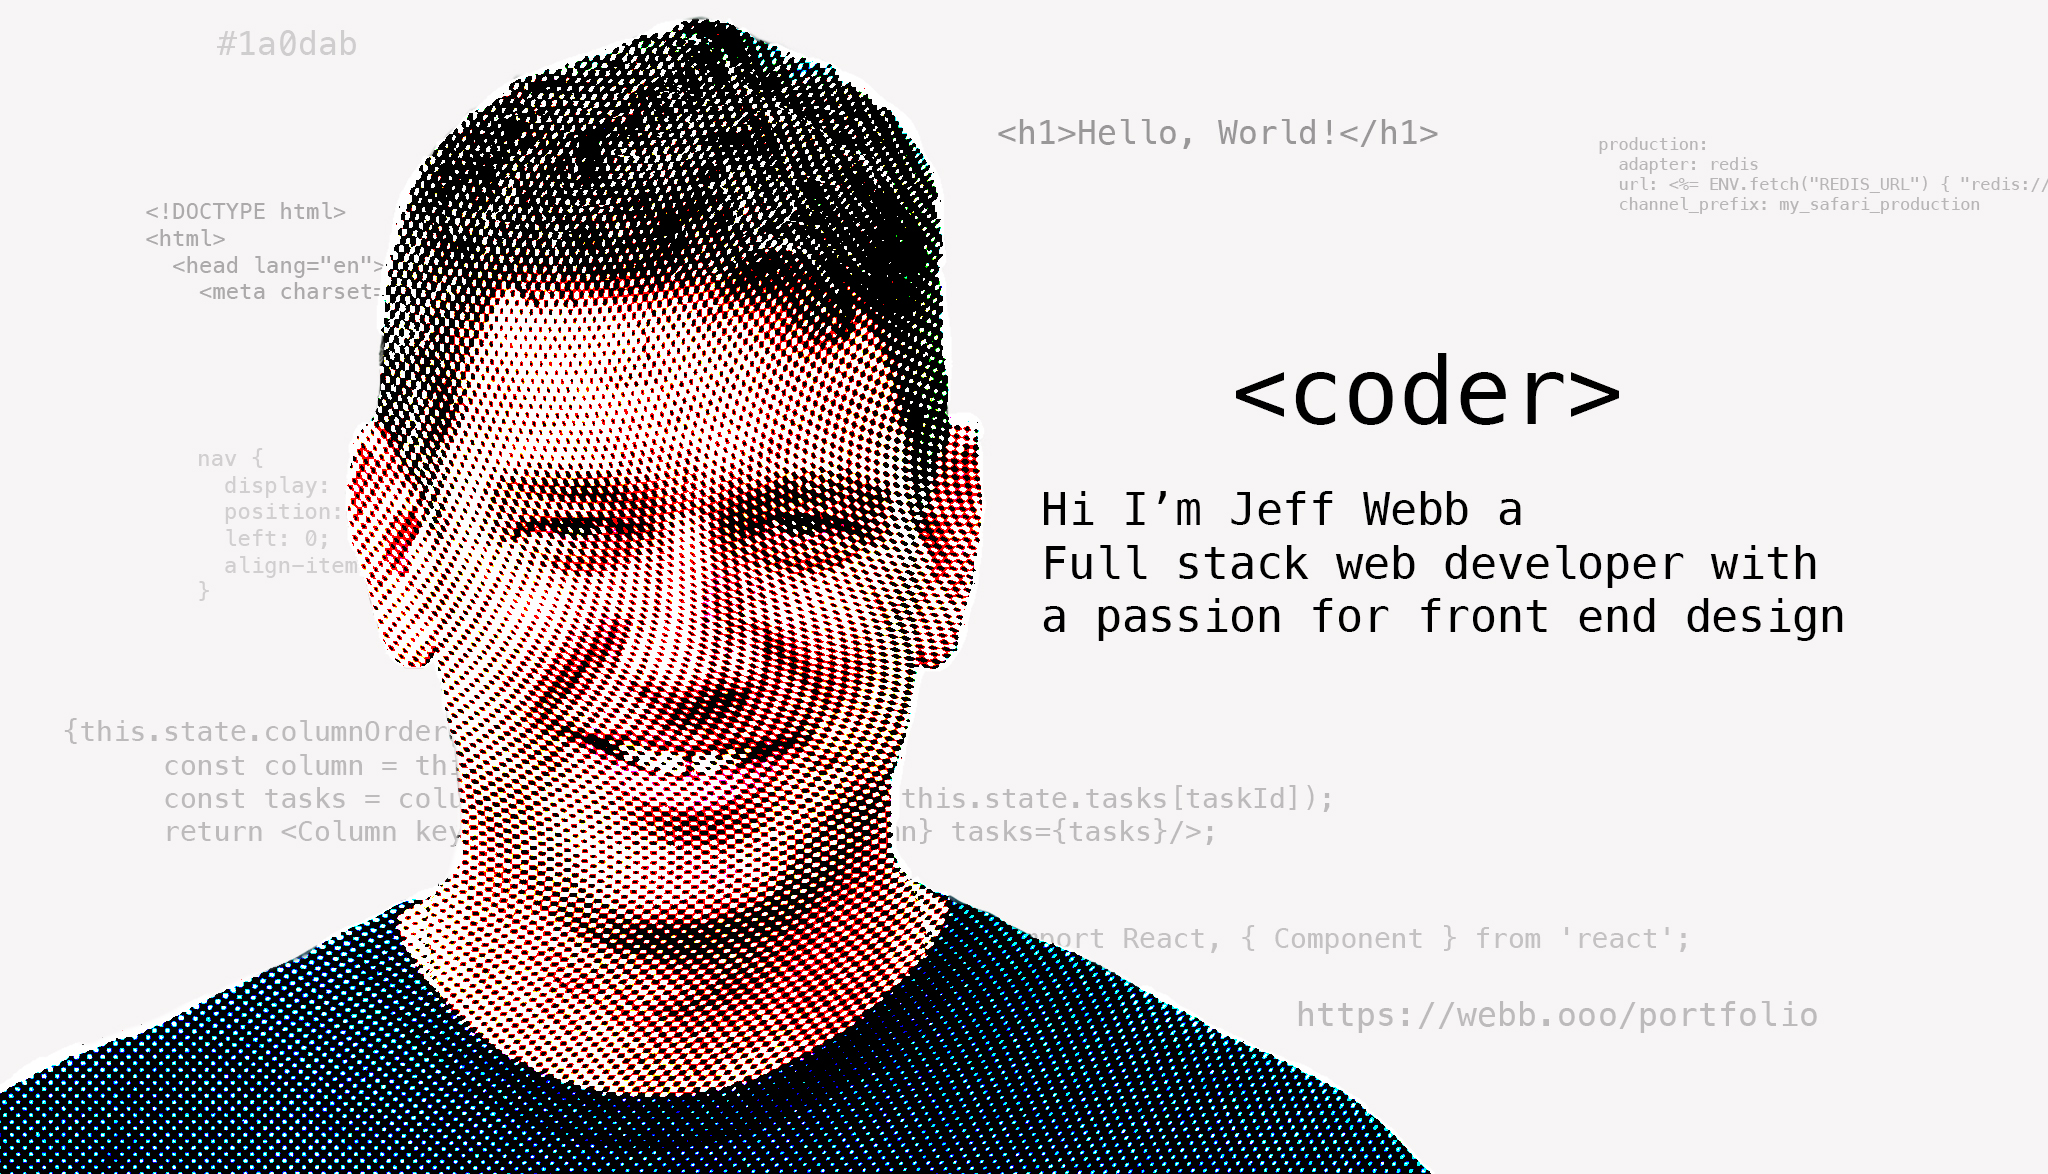 #1a0dab
<h1>Hello, World!</h1>
production:
  adapter: redis
  url: <%= ENV.fetch("REDIS_URL") { "redis://
  channel_prefix: my_safari_production
<!DOCTYPE html>
<html>
  <head lang="en">
    <meta charset=
<coder>
Hi I’m Jeff Webb a
Full stack web developer with
a passion for front end design
nav {
  display:
  position:
  left: 0;
  align-item
}
{this.state.columnOrder
      const column = thi
      const tasks = colu this.state.tasks[taskId]);
      return <Column key n} tasks={tasks}/>;
port React, { Component } from 'react';
https://webb.ooo/portfolio